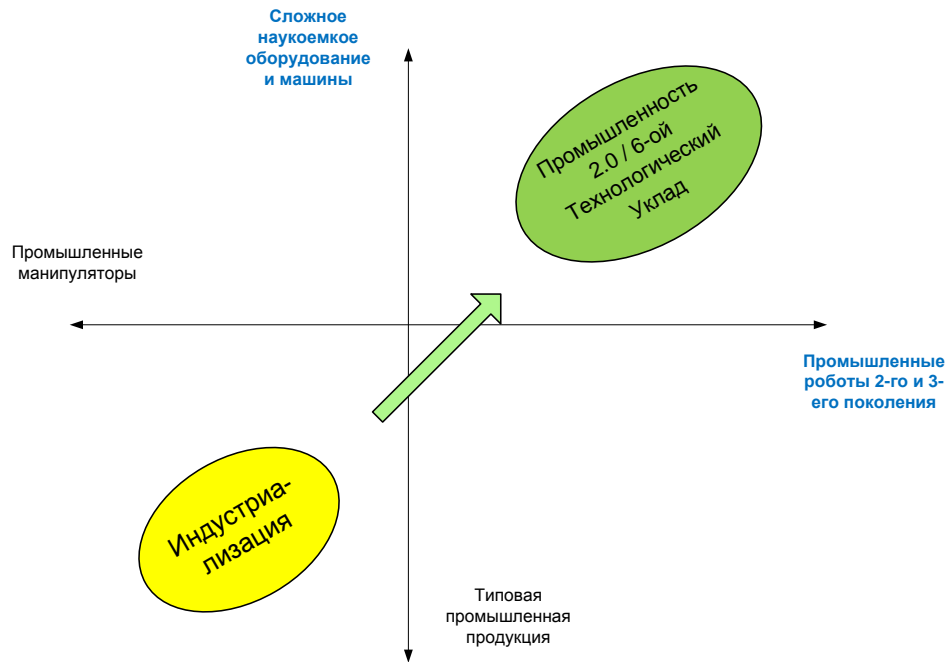 Сложное
наукоемкое
оборудование
и машины
Промышленность
2.0 / 6-ой
Технологический
Уклад
Промышленные
манипуляторы
Промышленные
роботы 2-го и 3-
его поколения
Индустриа-
лизация
Типовая
промышленная
продукция